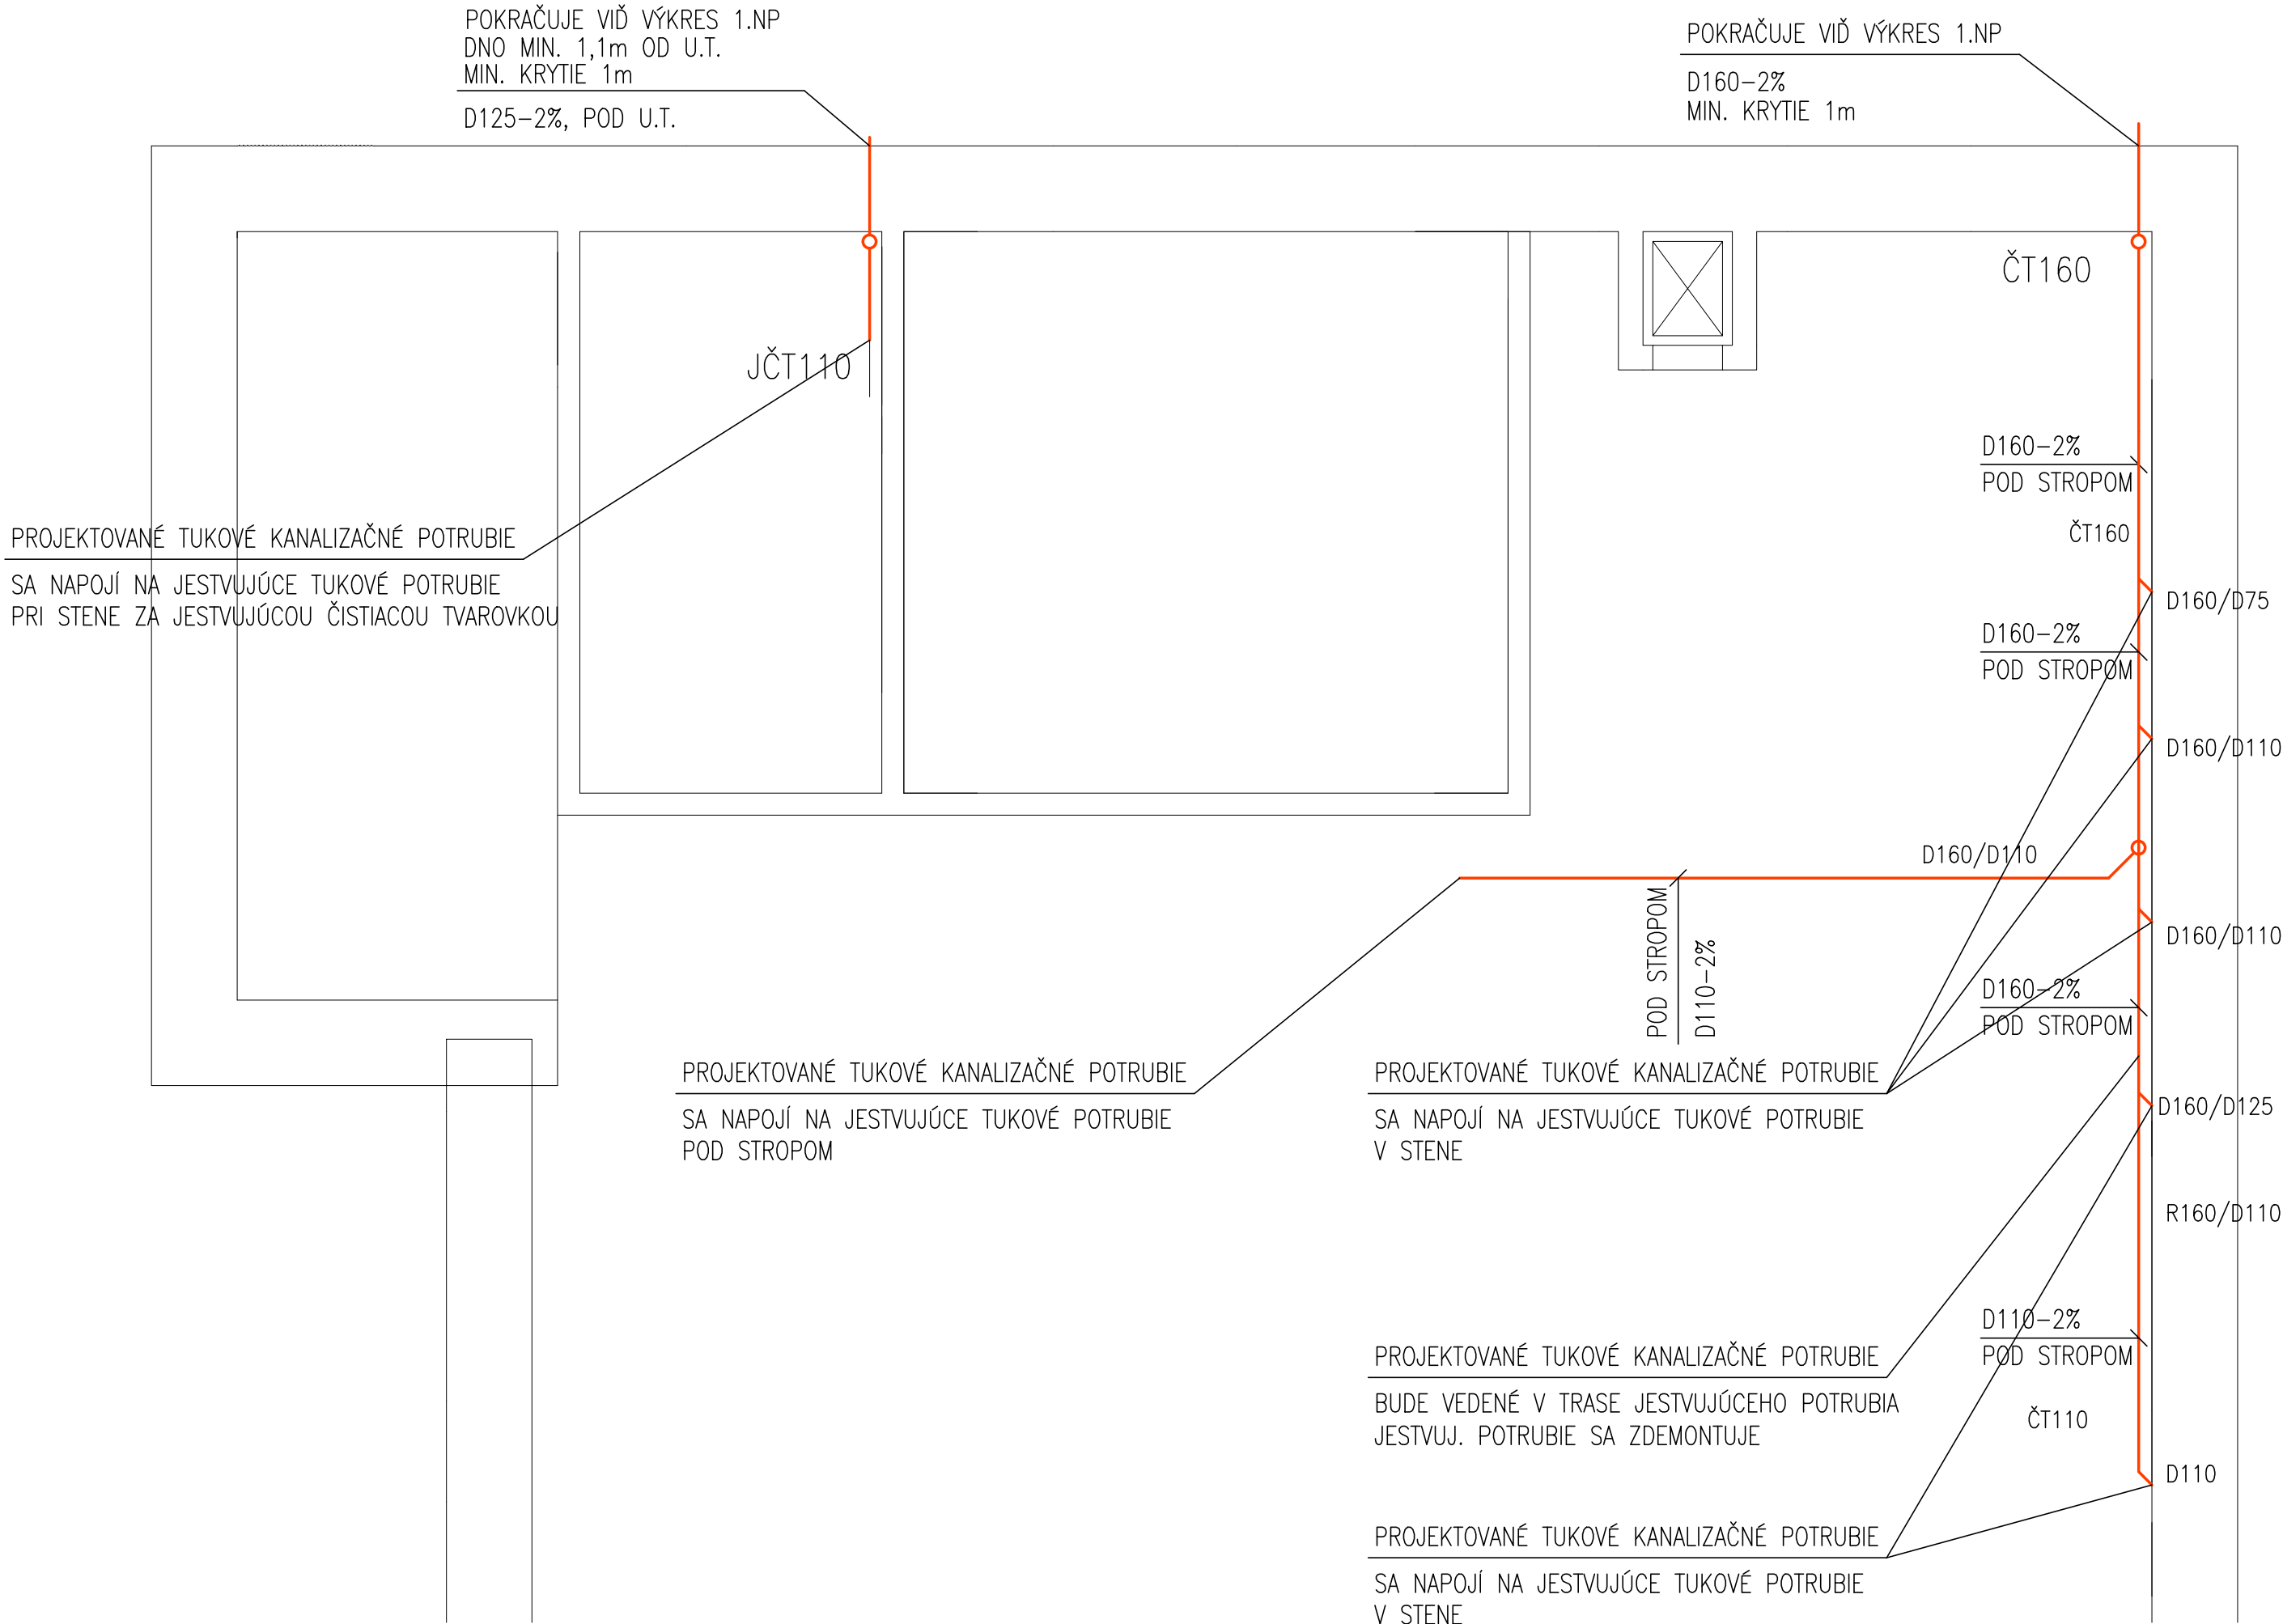 POKRAČUJE VIĎ VÝKRES 1.NP
DNO MIN. 1,1m OD U.T.
MIN. KRYTIE 1m
D125-2%, POD U.T.
POKRAČUJE VIĎ VÝKRES 1.NP
D160-2%
MIN. KRYTIE 1m
ČT160
JČT110
D160-2%
POD STROPOM
ČT160
PROJEKTOVANÉ TUKOVÉ KANALIZAČNÉ POTRUBIE
SA NAPOJÍ NA JESTVUJÚCE TUKOVÉ POTRUBIE
PRI STENE ZA JESTVUJÚCOU ČISTIACOU TVAROVKOU
D160/D75
D160-2%
POD STROPOM
D160/D110
D160/D110
POD STROPOM
D110-2%
D160/D110
D160-2%
POD STROPOM
PROJEKTOVANÉ TUKOVÉ KANALIZAČNÉ POTRUBIE
SA NAPOJÍ NA JESTVUJÚCE TUKOVÉ POTRUBIE
POD STROPOM
PROJEKTOVANÉ TUKOVÉ KANALIZAČNÉ POTRUBIE
SA NAPOJÍ NA JESTVUJÚCE TUKOVÉ POTRUBIE
V STENE
D160/D125
R160/D110
D110-2%
POD STROPOM
PROJEKTOVANÉ TUKOVÉ KANALIZAČNÉ POTRUBIE
BUDE VEDENÉ V TRASE JESTVUJÚCEHO POTRUBIA
JESTVUJ. POTRUBIE SA ZDEMONTUJE
ČT110
D110
PROJEKTOVANÉ TUKOVÉ KANALIZAČNÉ POTRUBIE
SA NAPOJÍ NA JESTVUJÚCE TUKOVÉ POTRUBIE
V STENE